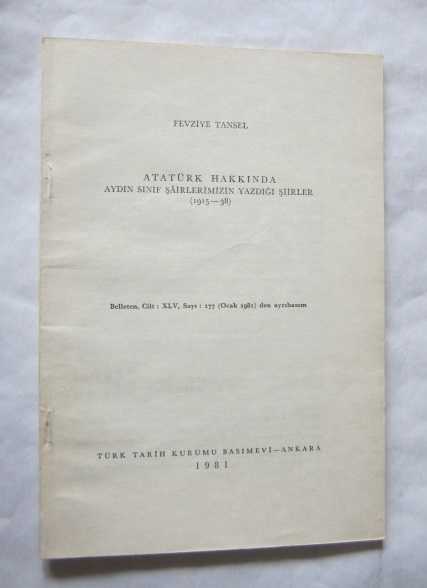 FEVZİYE TANSEL
ATATÜRK HAKKINDA
AYDIN SINIF ŞÂİRLERİMİZİN YAZDIĞI ŞİİRLER
(1915—38)
Belleten, Cilt : XLV, Sayı : 177 (Ocak 1981) den ayrıbasım
TÜRK TARİH KURUMU BASIMEVİ—ANKARA
1981